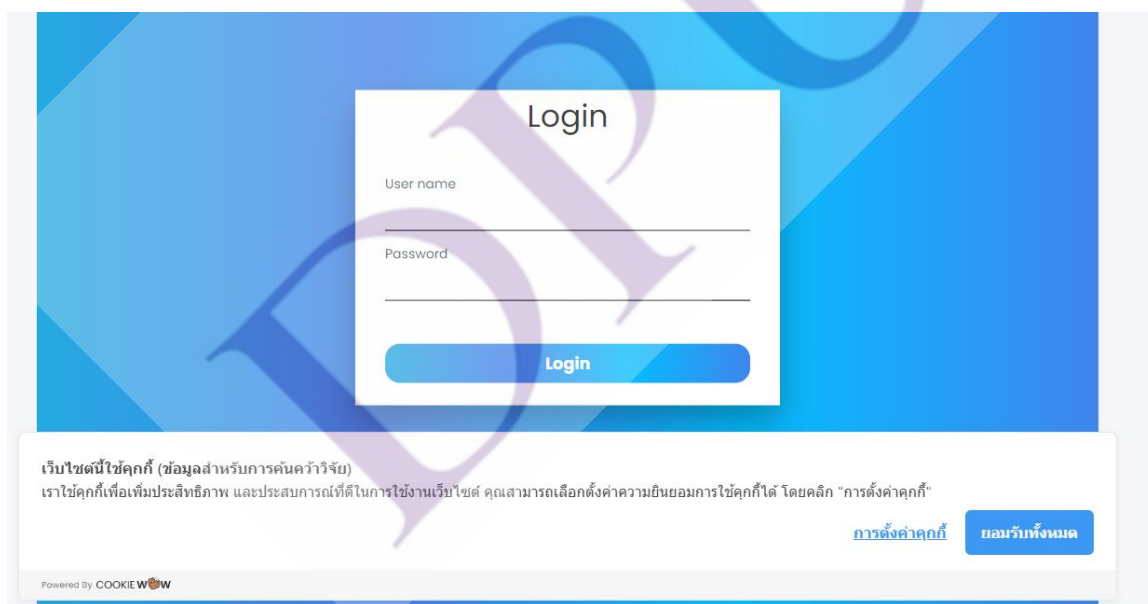 Login
User name
Password
Login
เว็บไซต์นี้ใช้คุกกี้ (ข้อมูลสำหรับการค้นคว้าวิจัย)
เราใช้คุกกี้เพื่อเพิ่มประสิทธิภาพ และประสบการณ์ที่ดีในการใช้งานเว็บไซต์ คุณสามารถเลือกตั้งค่าความยินยอมการใช้คุกกี้ได้ โดยคลิก "การตั้งค่าคุกกี้"
การตั้งค่าคุกกี้ ยอมรับทั้งหมด
Powered By COOKIE WOW
DPU